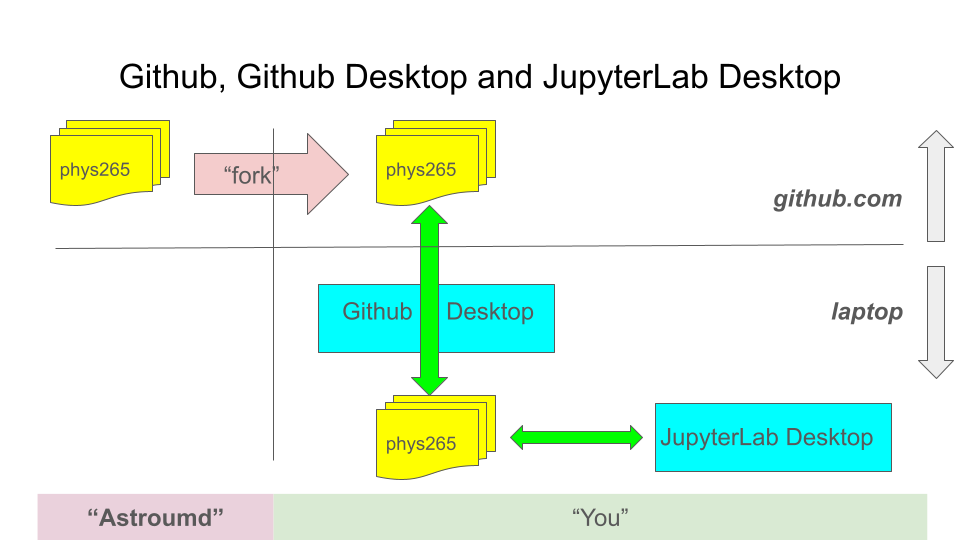 Github, Github Desktop and JupyterLab Desktop
phys265
“fork”
phys265
github.com
Github Desktop
laptop
phys265
JupyterLab Desktop
“Astroumd”
“You”